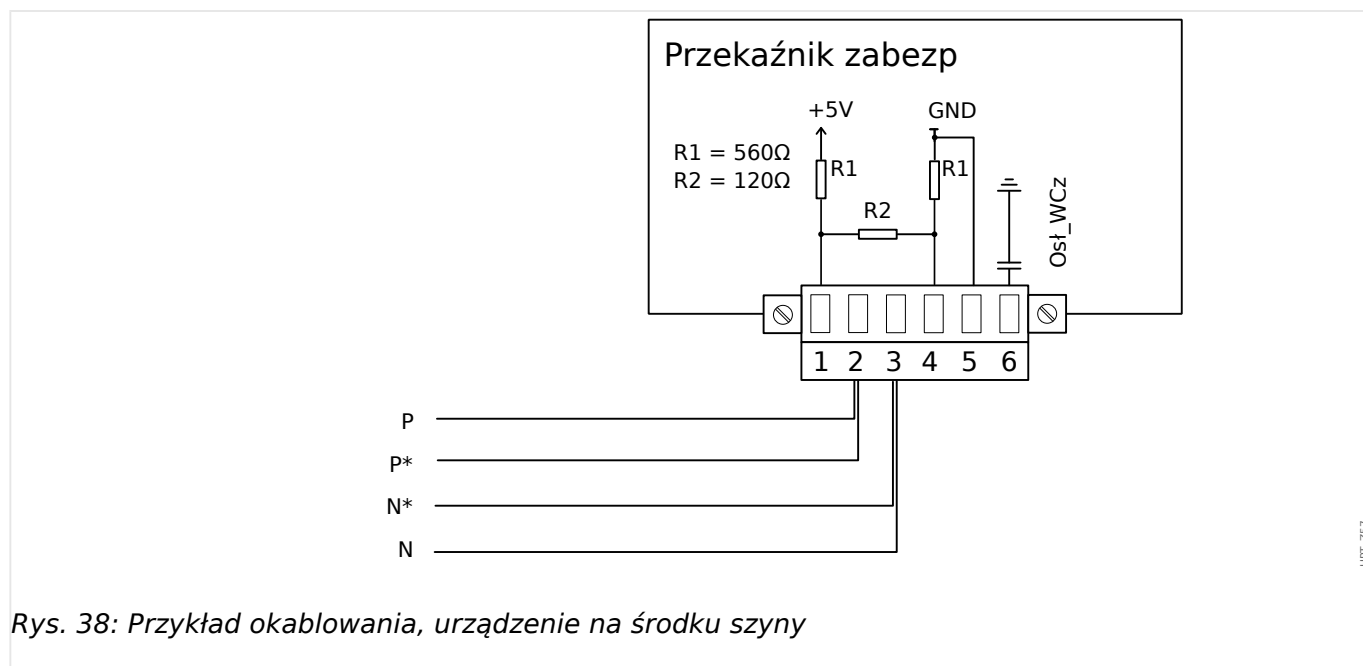 Przekaźnik zabezp
+5V
GND
R1 = 560Ω
R2 = 120Ω
R1
R1
R2
Osł_WCz
1 2 3 4 5 6
P
P*
N*
N
Rys. 38: Przykład okablowania, urządzenie na środku szyny